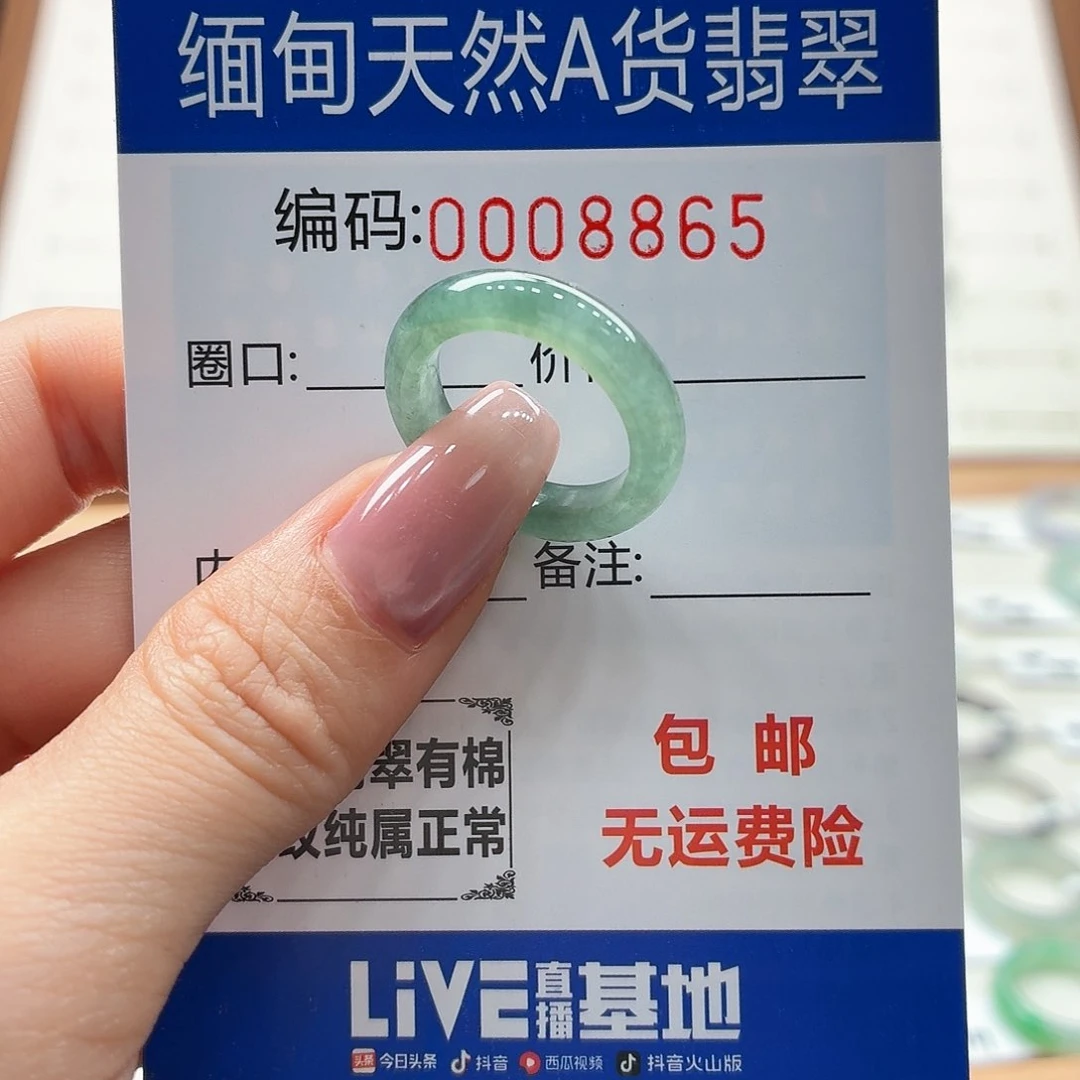 缅甸天然A货翡翠
编码:0008865
圈口:
备注:
翠有棉
纹纯属正常
包邮
无运费险
LiVE直播基地
今日头条 抖音 西瓜视频 抖音火山版